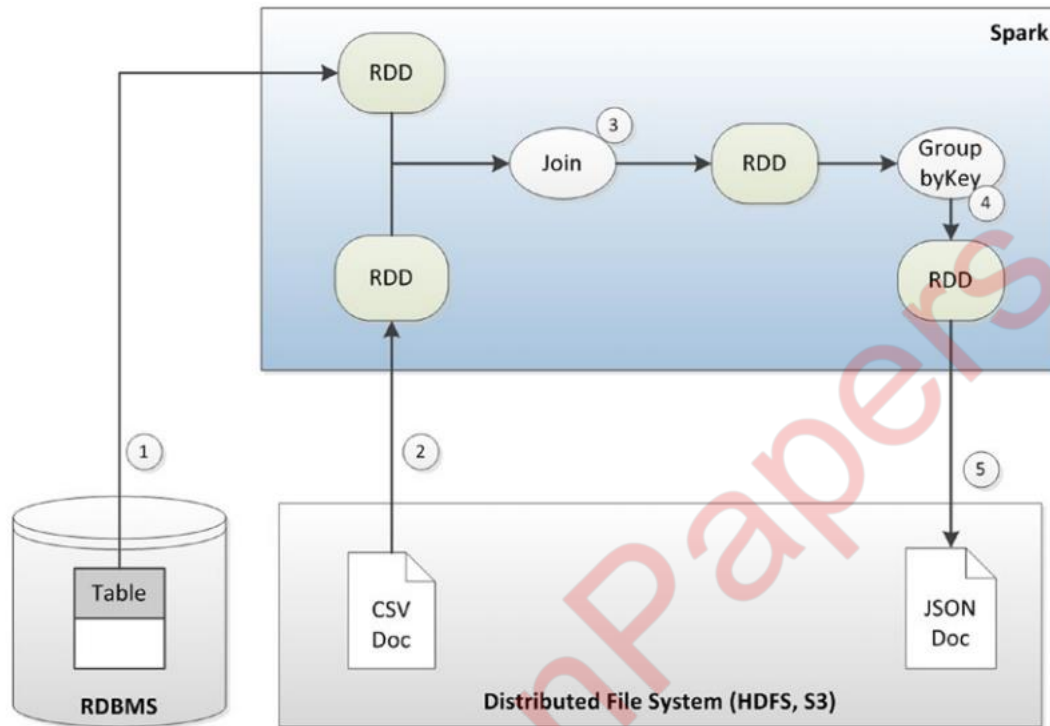 Spark
RDD
3
Join
RDD
Group
byKey
4
RDD
RDD
1
2
5
Table
CSV
Doc
JSON
Doc
RDBMS
Distributed File System (HDFS, S3)
nPapers